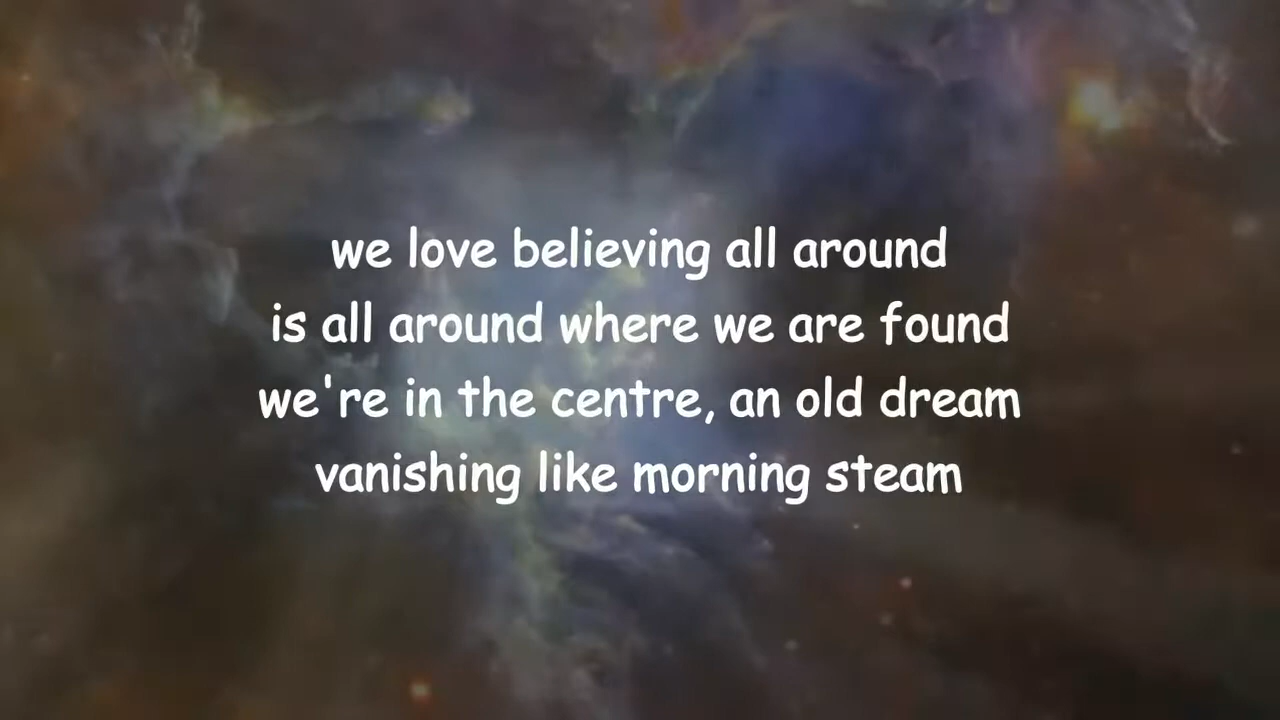 we love believing all around
is all around where we are found
we're in the centre, an old dream
vanishing like morning steam